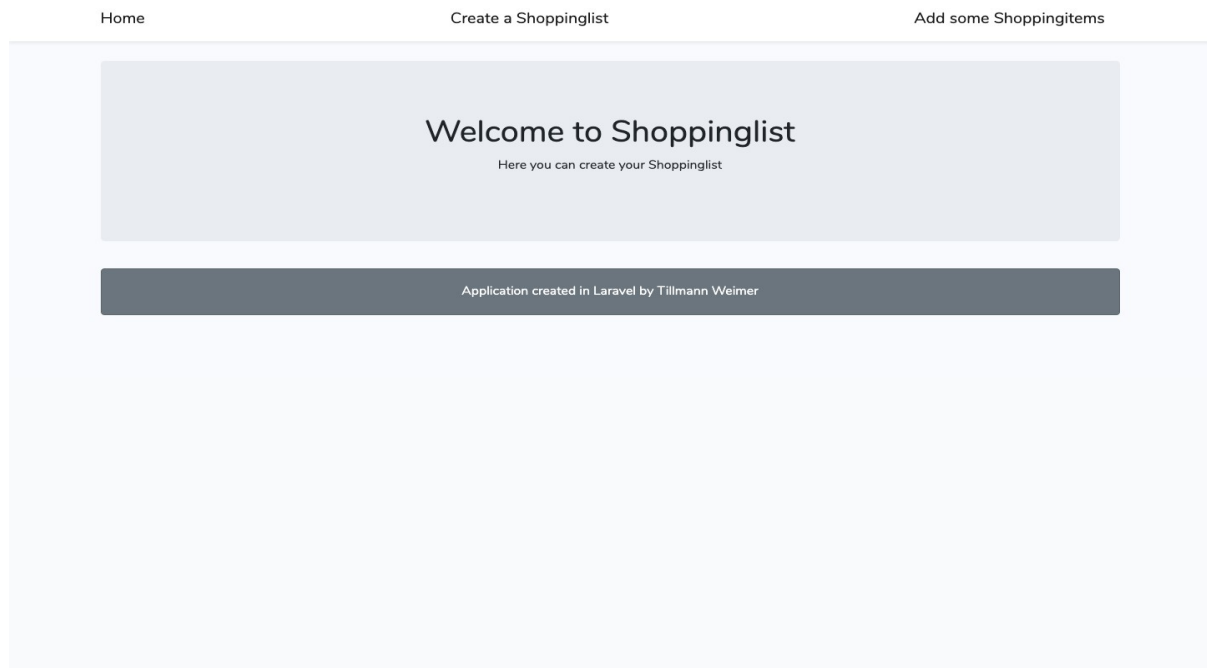 Home
Create a Shoppinglist
Add some Shoppingitems
Welcome to Shoppinglist
Here you can create your Shoppinglist
Application created in Laravel by Tillmann Weimer